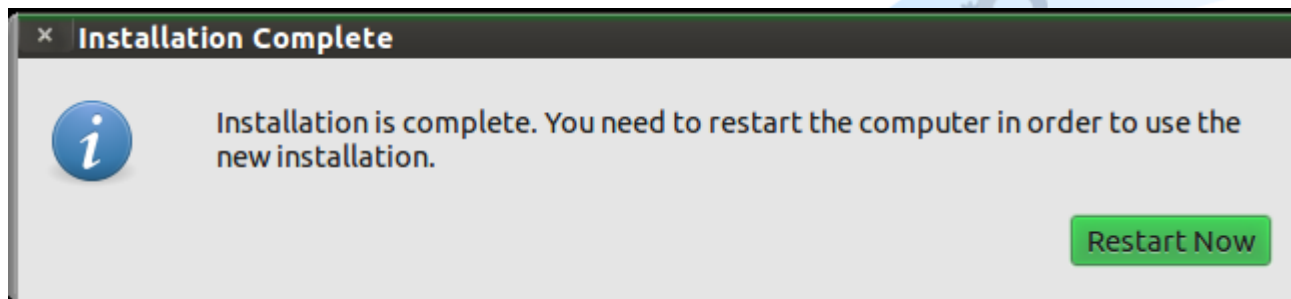 Installation Complete
Installation is complete. You need to restart the computer in order to use the
new installation.
Restart Now